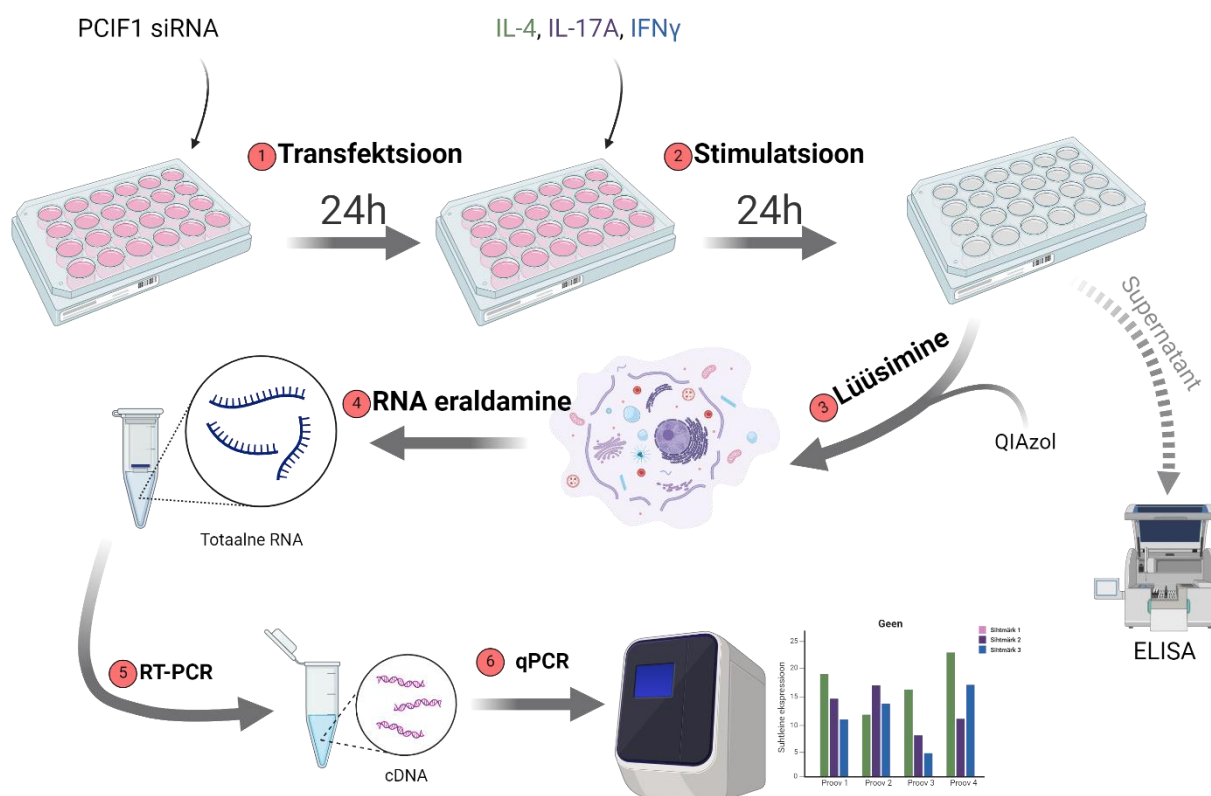 PCIF1 siRNA
IL-4, IL-17A, IFNγ
1 Transfektsioon
24h
2 Stimulatsioon
24h
Supernatant
3 Lüüsimine
QIAzol
4 RNA eraldamine
Totaalne RNA
ELISA
5 RT-PCR
cDNA
6 qPCR
Geen
Sihtmärk 1
Sihtmärk 2
Sihtmärk 3
Suhtleine ekspressioon
25
20
15
10
5
0
Proov 1 Proov 2 Proov 3 Proov 4